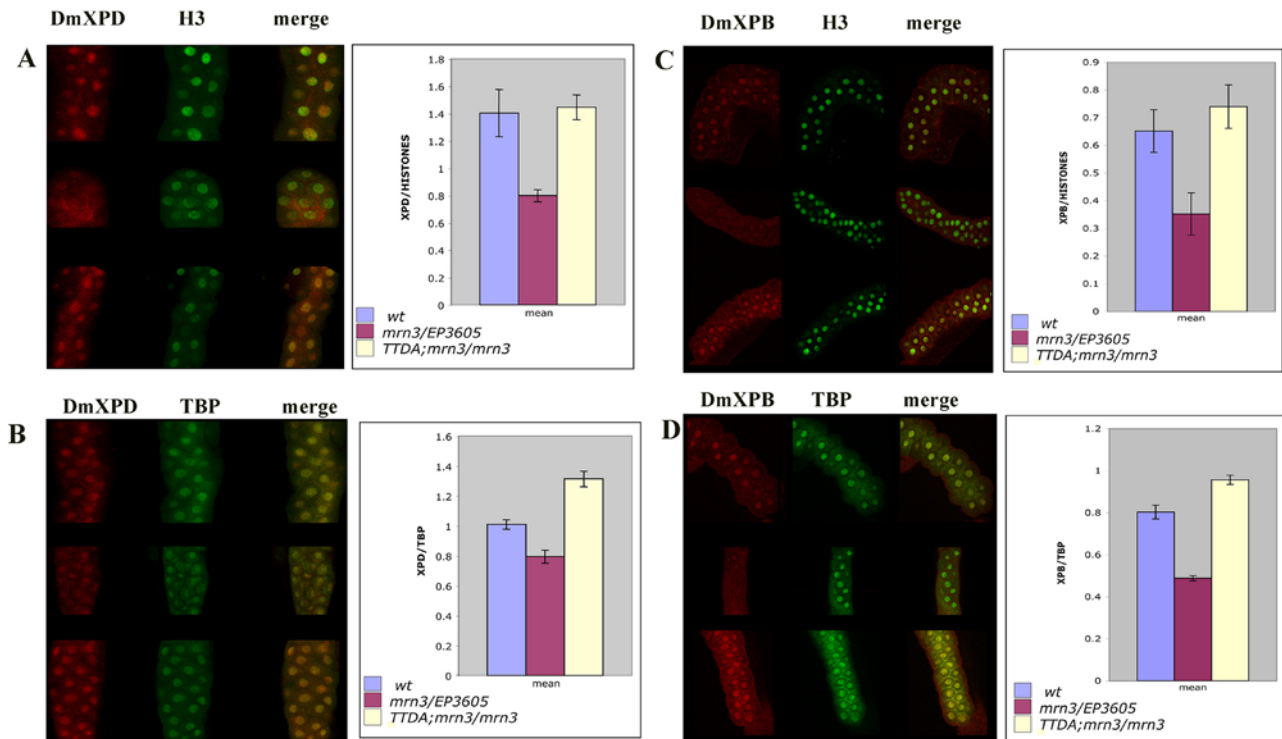 A
DmXPD H3 merge
XPD/HISTONES
1.8
1.6
1.4
1.2
1
0.8
0.6
0.4
0.2
0
mean
wt
mrn3/EP3605
TTDA;mrn3/mrn3
B
DmXPD TBP merge
XPD/TBP
1.6
1.4
1.2
1
0.8
0.6
0.4
0.2
0
mean
wt
mrn3/EP3605
TTDA;mrn3/mrn3
C
DmXPB H3 merge
XPB/HISTONES
0.9
0.8
0.7
0.6
0.5
0.4
0.3
0.2
0.1
0
mean
wt
mrn3/EP3605
TTDA;mrn3/mrn3
D
DmXPB TBP merge
XPB/TBP
1.2
1
0.8
0.6
0.4
0.2
0
mean
wt
mrn3/EP3605
TTDA;mrn3/mrn3